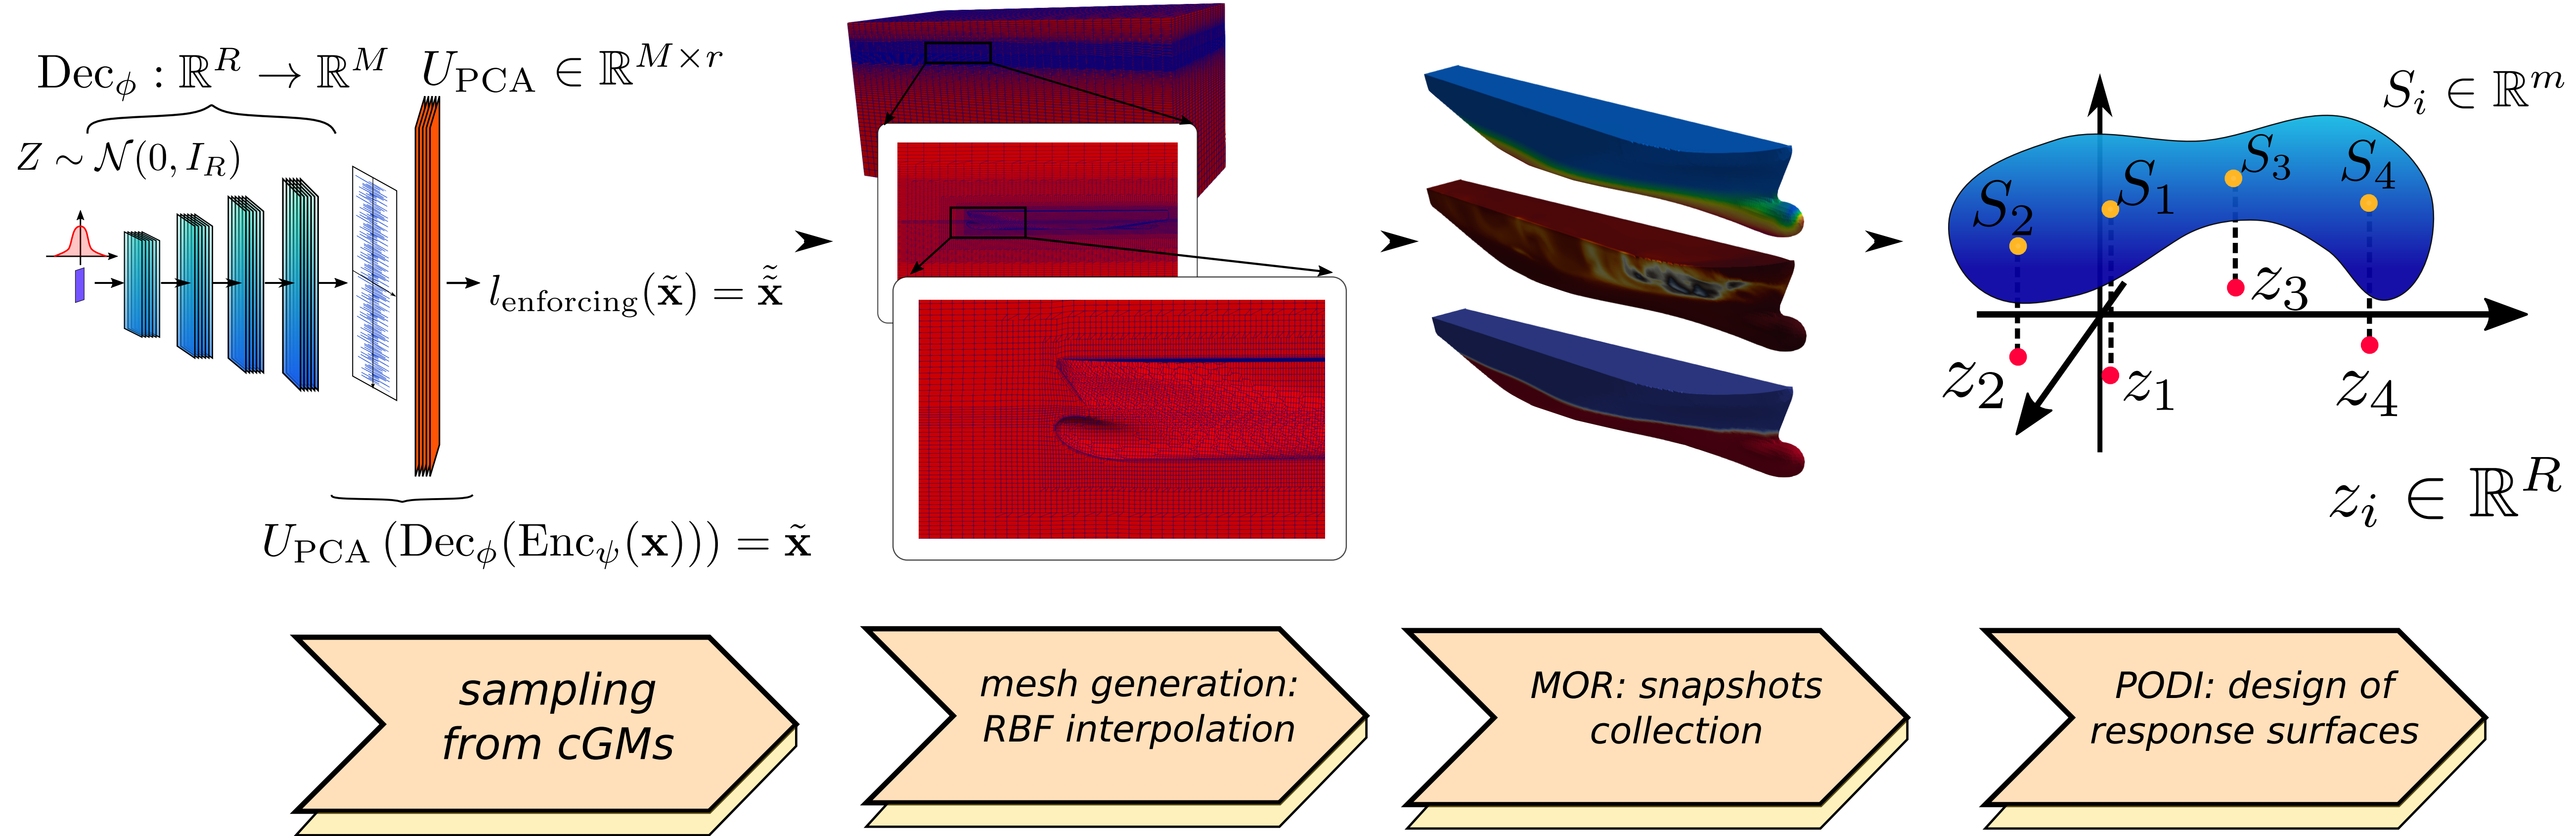 Dec_ϕ : ℝ^R → ℝ^M
U_PCA ∈ ℝ^{M×r}
Z ∼ 𝒩(0, I_R)
l_enforcing(x̃) = x̃̃
U_PCA (Dec_ϕ(Enc_ψ(x))) = x̃
S_i ∈ ℝ^m
S_1
S_2
S_3
S_4
z_1
z_2
z_3
z_4
z_i ∈ ℝ^R
sampling
from cGMs
mesh generation:
RBF interpolation
MOR: snapshots
collection
PODI: design of
response surfaces